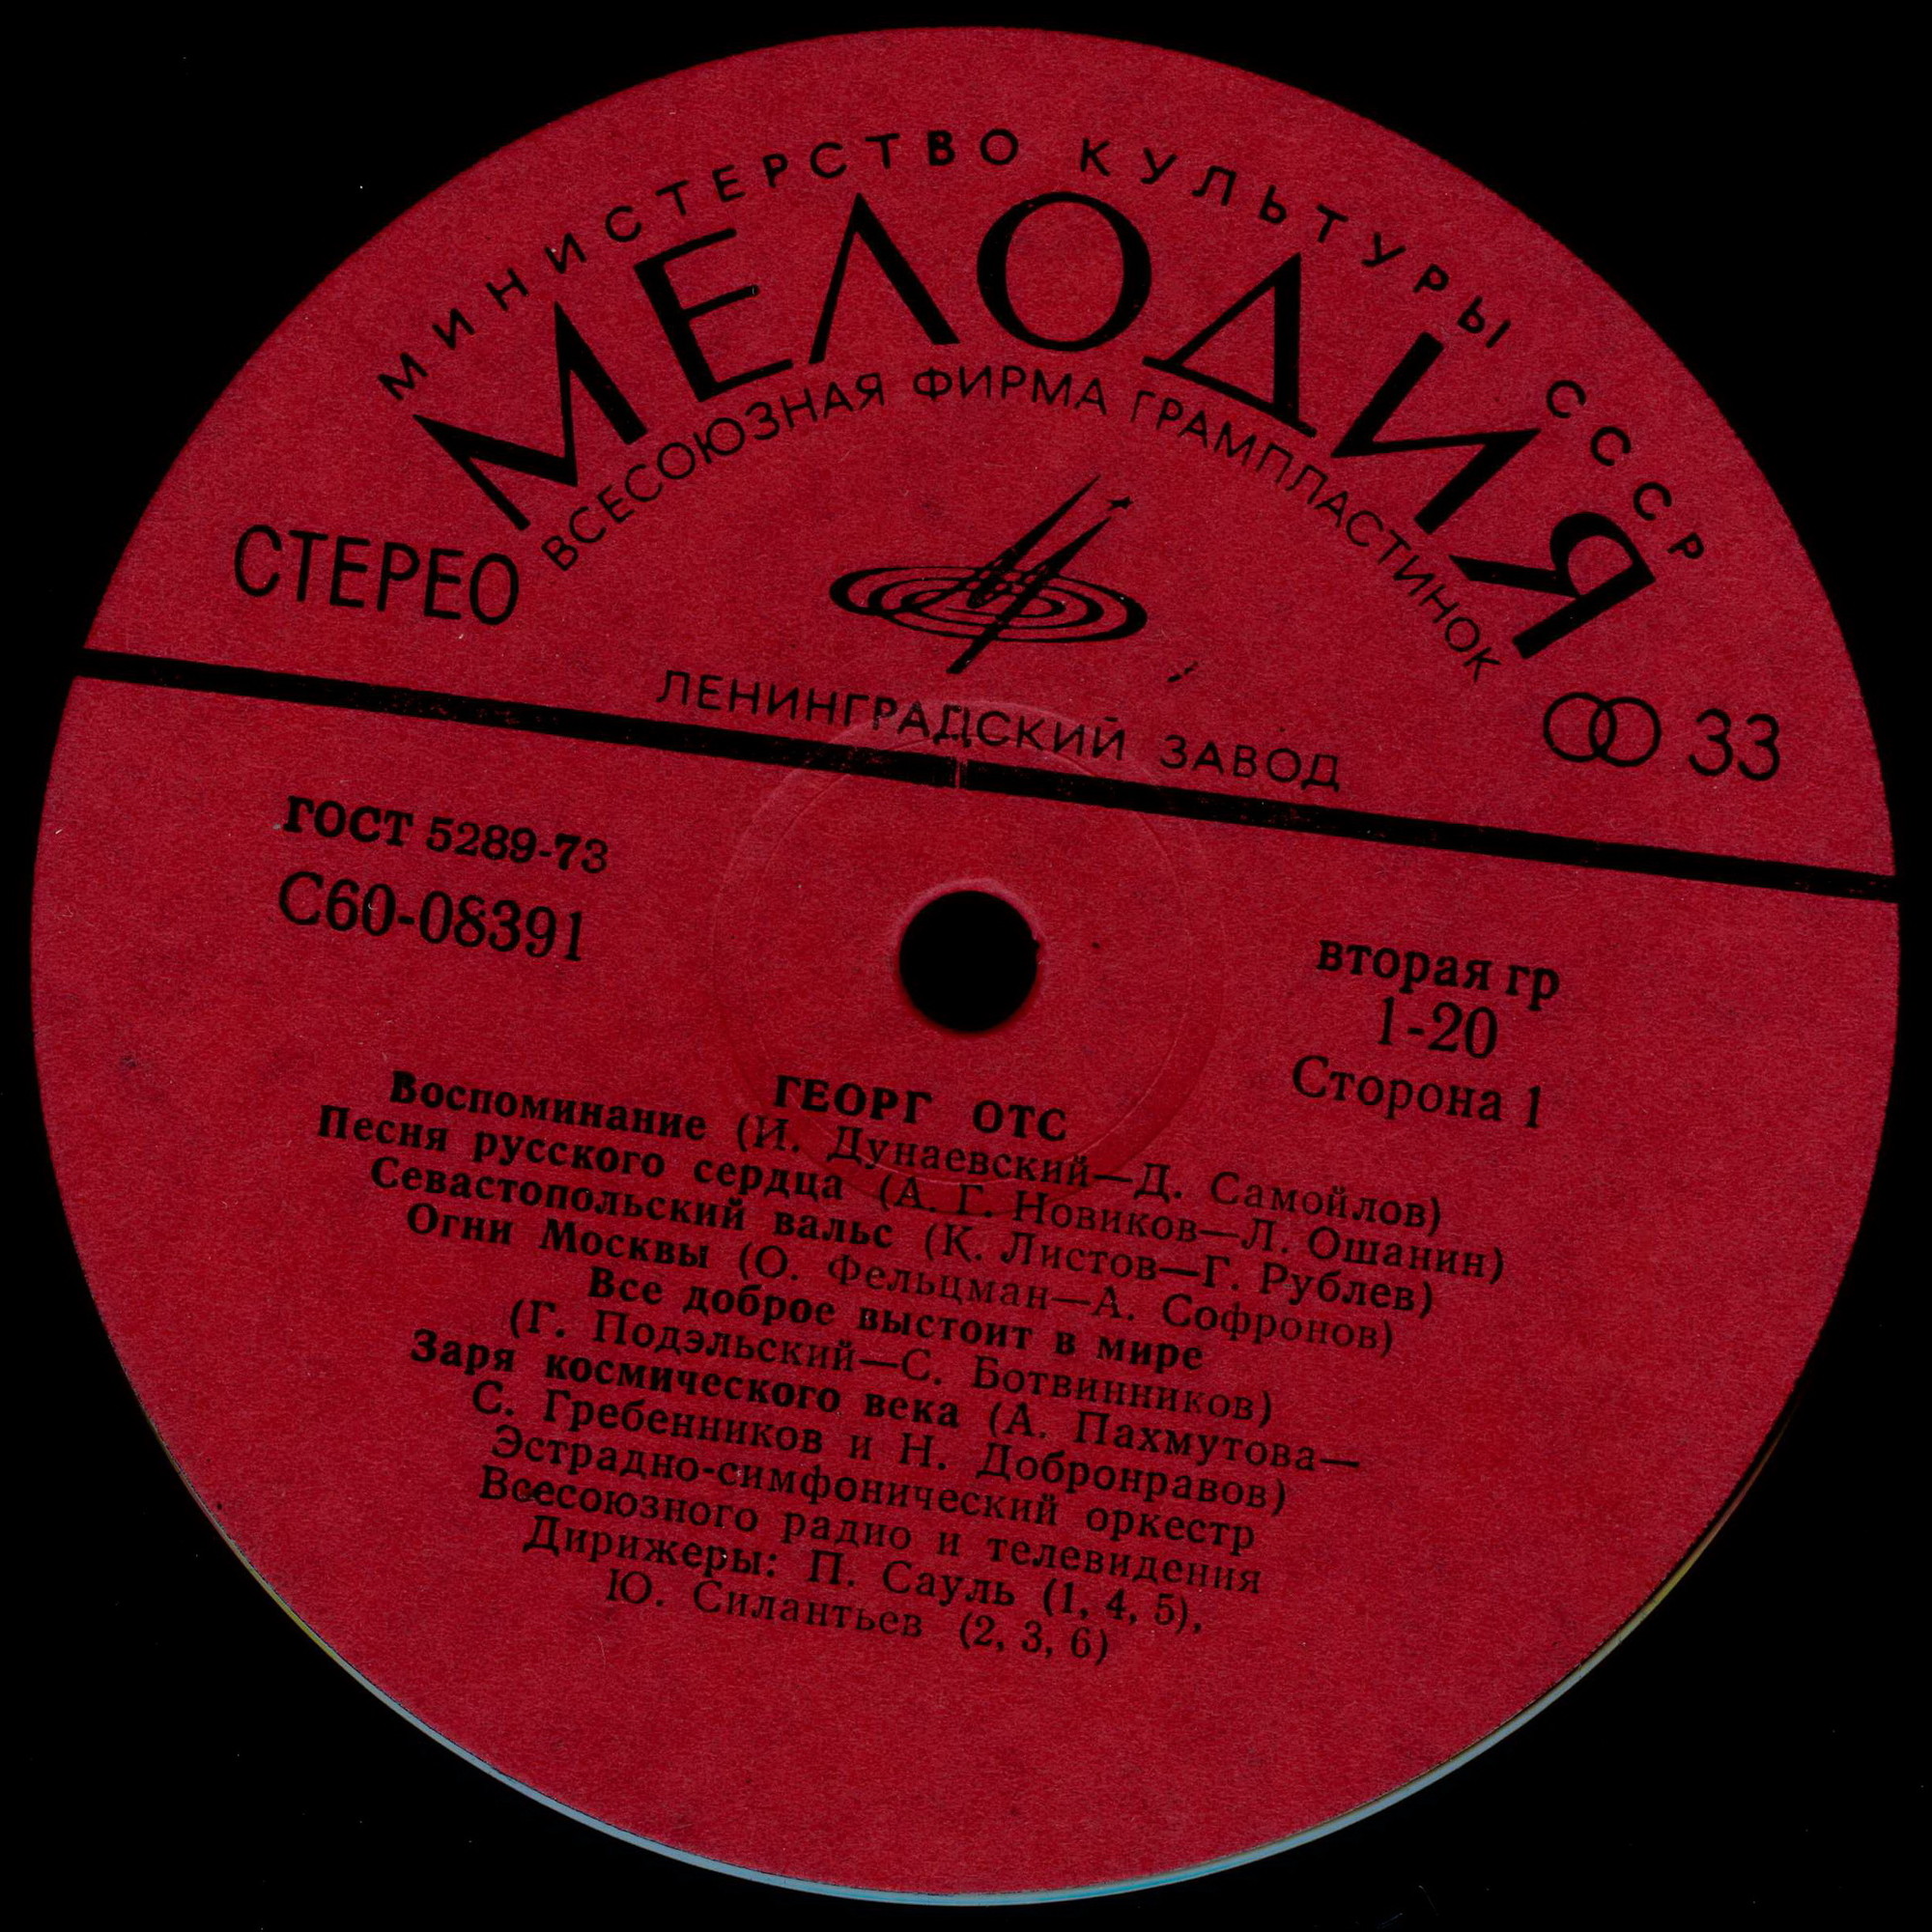 МИНИСТЕРСТВО КУЛЬТУРЫ СССР
МЕЛОДИЯ
ВСЕСОЮЗНАЯ ФИРМА ГРАМПЛАСТИНОК
СТЕРЕО
ЛЕНИНГРАДСКИЙ ЗАВОД
33
ГОСТ 5289-73
С60-08391
вторая гр
1-20
Сторона 1
ГЕОРГ ОТС
Воспоминание (И. Дунаевский—Д. Самойлов)
Песня русского сердца (А. Г. Новиков—Л. Ошанин)
Севастопольский вальс (К. Листов—Г. Рублев)
Огни Москвы (О. Фельцман—А. Софронов)
Все доброе выстоит в мире
(Г. Подэльский—С. Ботвинников)
Заря космического века (А. Пахмутова—
С. Гребенников и Н. Добронравов)
Эстрадно-симфонический оркестр
Всесоюзного радио и телевидения
Дирижеры: П. Сауль (1, 4, 5),
Ю. Силантьев (2, 3, 6)